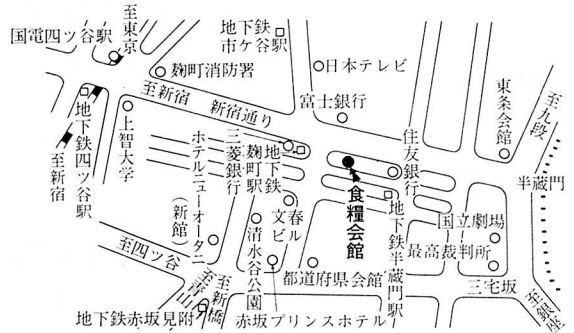 国電四ツ谷駅
至東京
地下鉄
市ケ谷駅
麹町消防署
日本テレビ
至新宿
新宿通り
富士銀行
東条会館
至九段
半蔵門
地下鉄四ツ谷駅
至新宿
上智大学
ホテルニューオータニ
(新館)
三菱銀行
地下鉄
麹町駅
食糧会館
住友銀行
地下鉄半蔵門駅
国立劇場
最高裁判所
三宅坂
至銀座
文春ビル
清水谷公園
都道府県会館
至四ツ谷
至新橋
至青山
地下鉄赤坂見附
赤坂プリンスホテル